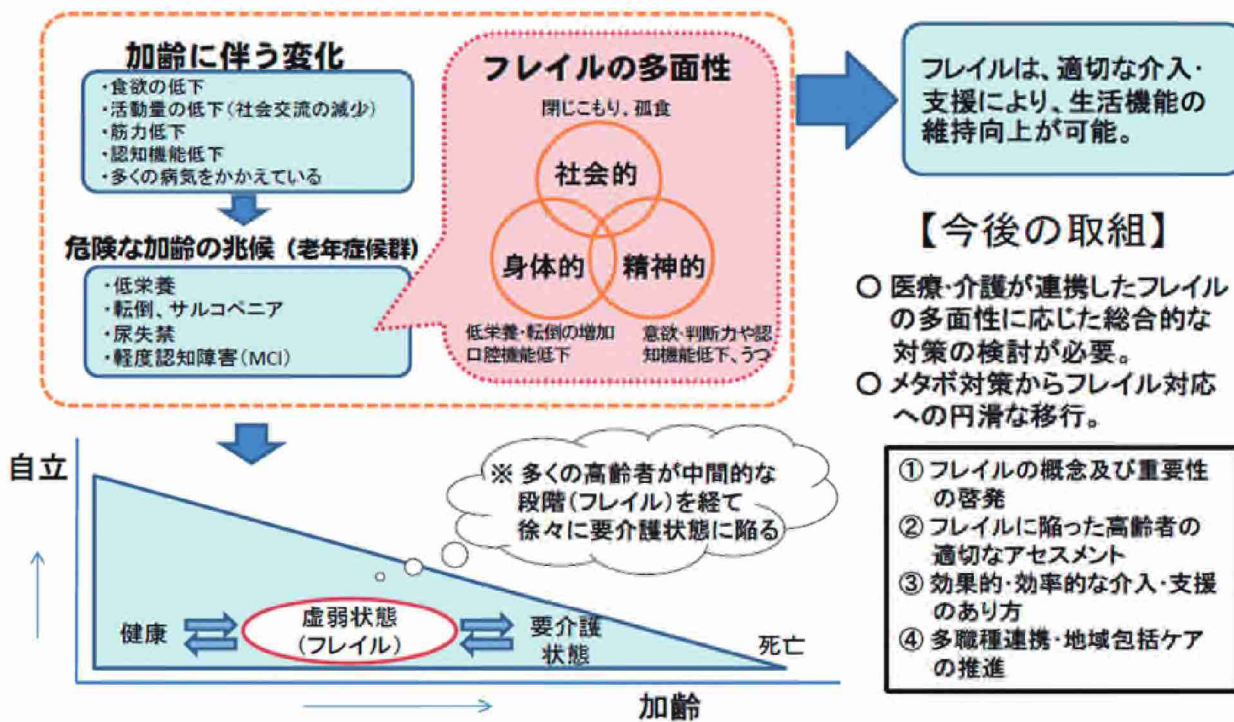 加齢に伴う変化
・食欲の低下
・活動量の低下(社会交流の減少)
・筋力低下
・認知機能低下
・多くの病気をかかえている
危険な加齢の兆候(老年症候群)
・低栄養
・転倒、サルコペニア
・尿失禁
・軽度認知障害(MCI)
フレイルの多面性
閉じこもり、孤食
社会的
身体的
精神的
低栄養・転倒の増加
口腔機能低下
意欲・判断力や認
知機能低下、うつ
フレイルは、適切な介入・
支援により、生活機能の
維持向上が可能。
【今後の取組】
○ 医療・介護が連携したフレイル
の多面性に応じた総合的な
対策の検討が必要。
○ メタボ対策からフレイル対応
への円滑な移行。
① フレイルの概念及び重要性
の啓発
② フレイルに陥った高齢者の
適切なアセスメント
③ 効果的・効率的な介入・支援
のあり方
④ 多職種連携・地域包括ケア
の推進
自立
※ 多くの高齢者が中間的な
段階(フレイル)を経て
徐々に要介護状態に陥る
健康
虚弱状態
(フレイル)
要介護
状態
死亡
加齢